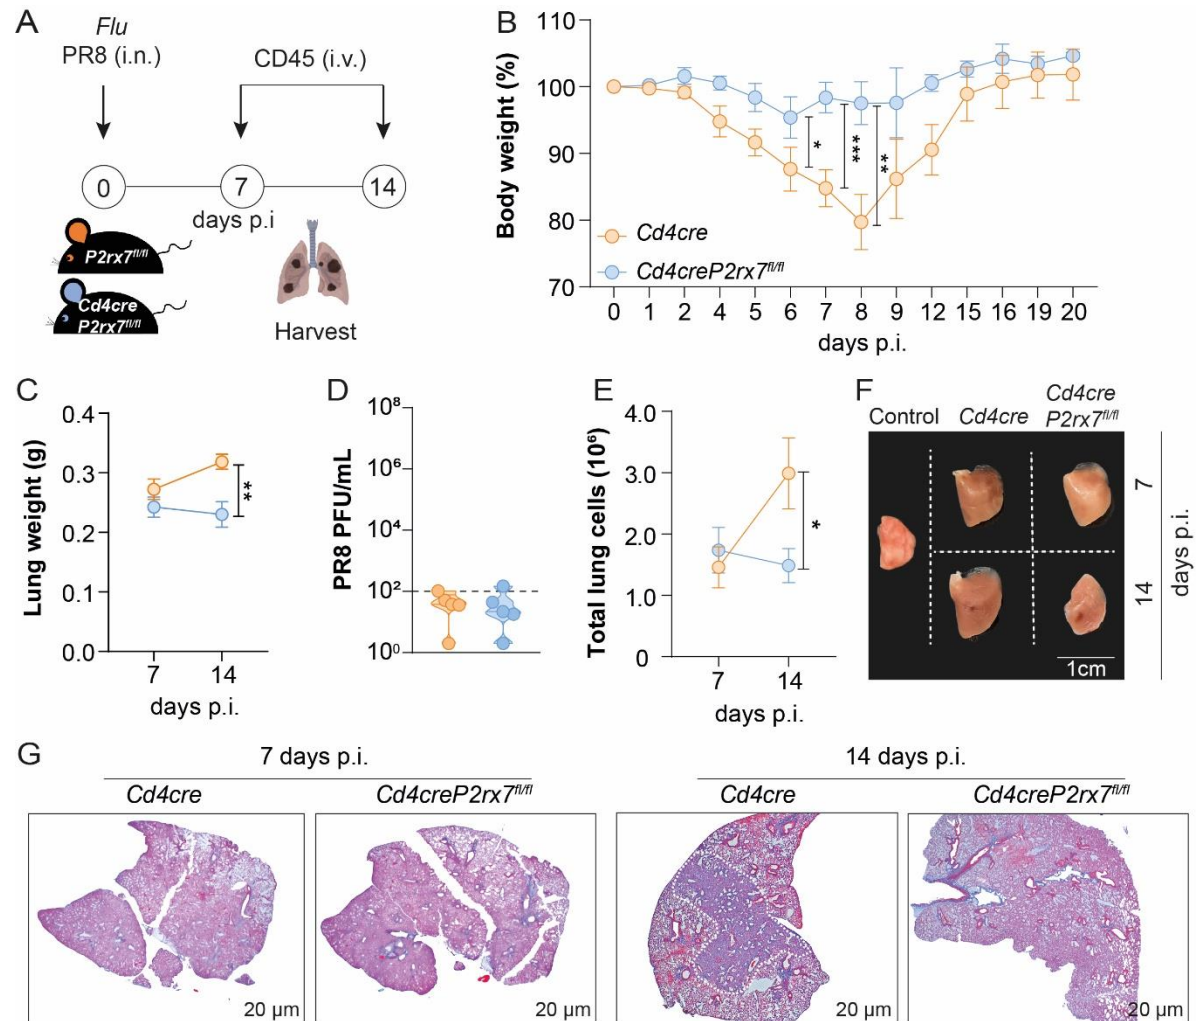 A
Flu
PR8 (i.n.)
CD45 (i.v.)
0
7
14
days p.i
P2rx7fl/fl
Cd4cre
P2rx7fl/fl
Harvest
B
Body weight (%)
110
100
90
80
70
*
***
**
Cd4cre
Cd4creP2rx7fl/fl
0 1 2 4 5 6 7 8 9 12 15 16 19 20
days p.i.
C
Lung weight (g)
0.4
0.3
0.2
0.1
0.0
**
7 14
days p.i.
D
PR8 PFU/mL
10⁸
10⁶
10⁴
10²
10⁰
E
Total lung cells (10⁶)
4.0
3.0
2.0
1.0
0
*
7 14
days p.i.
F
Control
Cd4cre
Cd4cre
P2rx7fl/fl
7
14
days p.i.
1cm
G
7 days p.i.
Cd4cre
Cd4creP2rx7fl/fl
20 µm
20 µm
14 days p.i.
Cd4cre
Cd4creP2rx7fl/fl
20 µm
20 µm